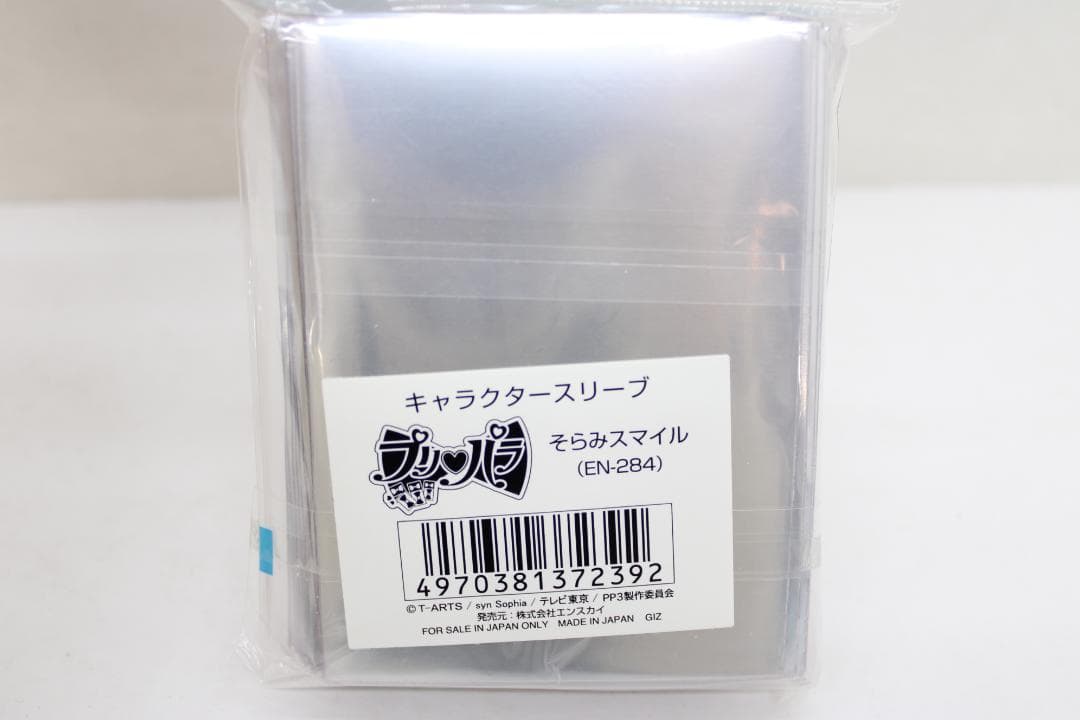 キャラクタースリーブ
プリ♡パラ
そらみスマイル
(EN-284)
4970381372392
© T-ARTS / syn Sophia / テレビ東京 / PP3製作委員会
発売元:株式会社エンスカイ
FOR SALE IN JAPAN ONLY MADE IN JAPAN GIZ